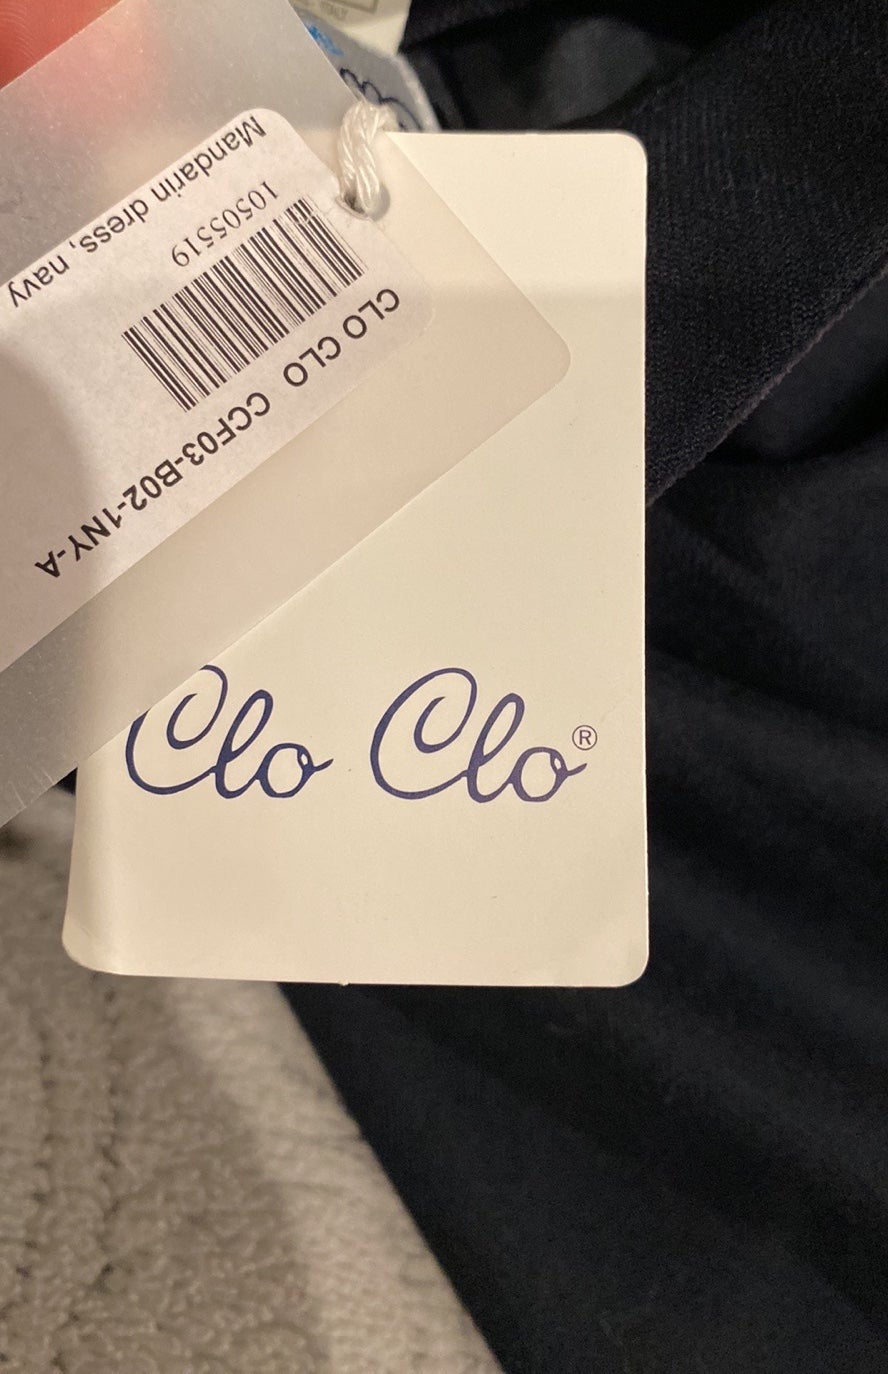 Mandarin dress, navy
10505519
CLO CLO CCF03-B02-1NY-A
Clo Clo®